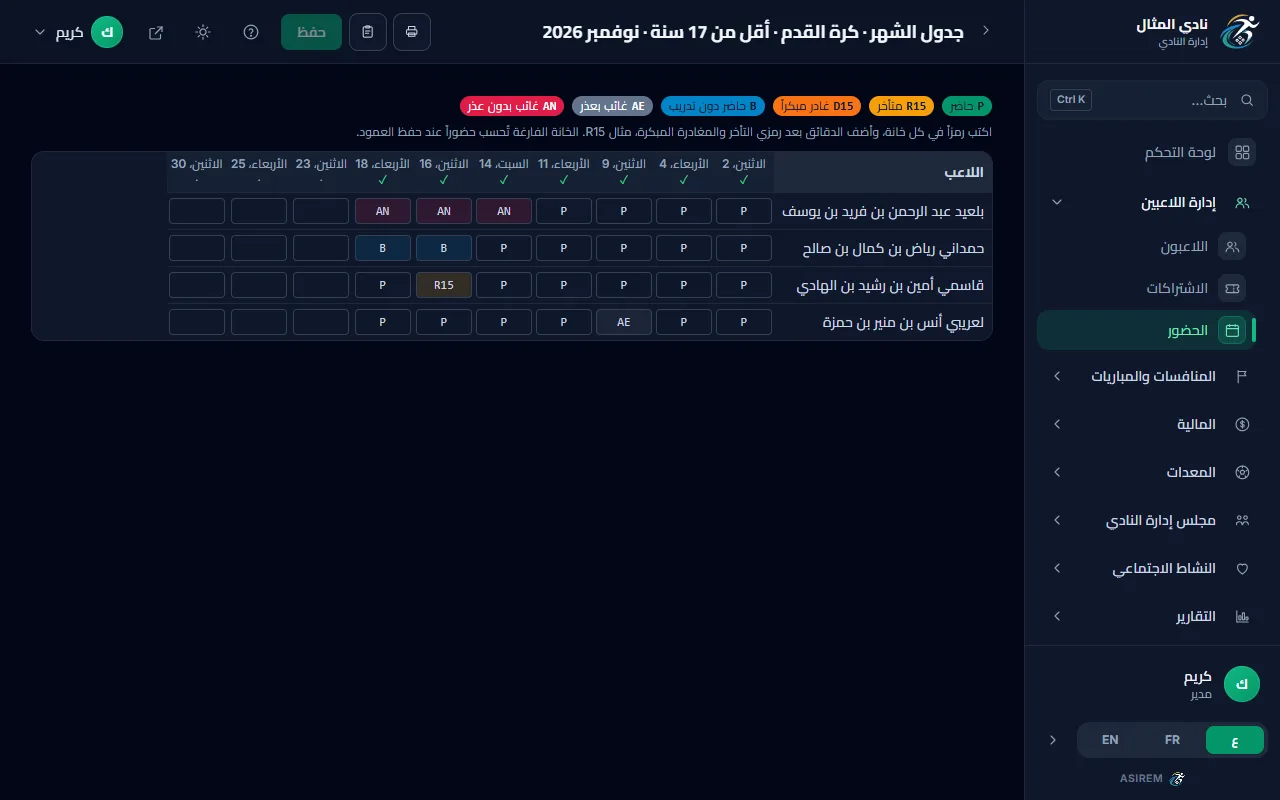 نادي المثال
إدارة النادي
بحث... Ctrl K
لوحة التحكم
إدارة اللاعبين
اللاعبون
الاشتراكات
الحضور
المنافسات والمباريات
المالية
المعدات
مجلس إدارة النادي
النشاط الاجتماعي
التقارير
ك كريم
مدير
ع FR EN
ASIREM
جدول الشهر · كرة القدم · أقل من 17 سنة · نوفمبر 2026
حفظ
ك كريم
P حاضر R15 متأخر D15 غادر مبكراً B حاضر دون تدريب AE غائب بعذر AN غائب بدون عذر
اكتب رمزاً في كل خانة، وأضف الدقائق بعد رمزي التأخر والمغادرة المبكرة، مثال R15. الخانة الفارغة تُحسب حضوراً عند حفظ العمود.
اللاعب الاثنين، 2 الأربعاء، 4 الاثنين، 9 الأربعاء، 11 السبت، 14 الاثنين، 16 الأربعاء، 18 الاثنين، 23 الأربعاء، 25 الاثنين، 30
✓ ✓ ✓ ✓ ✓ ✓ ✓ · · ·
بلعيد عبد الرحمن بن فريد بن يوسف P P P P AN AN AN
حمداني رياض بن كمال بن صالح P P P P P B B
قاسمي أمين بن رشيد بن الهادي P P P P P R15 P
لعريبي أنس بن منير بن حمزة P P AE P P P P